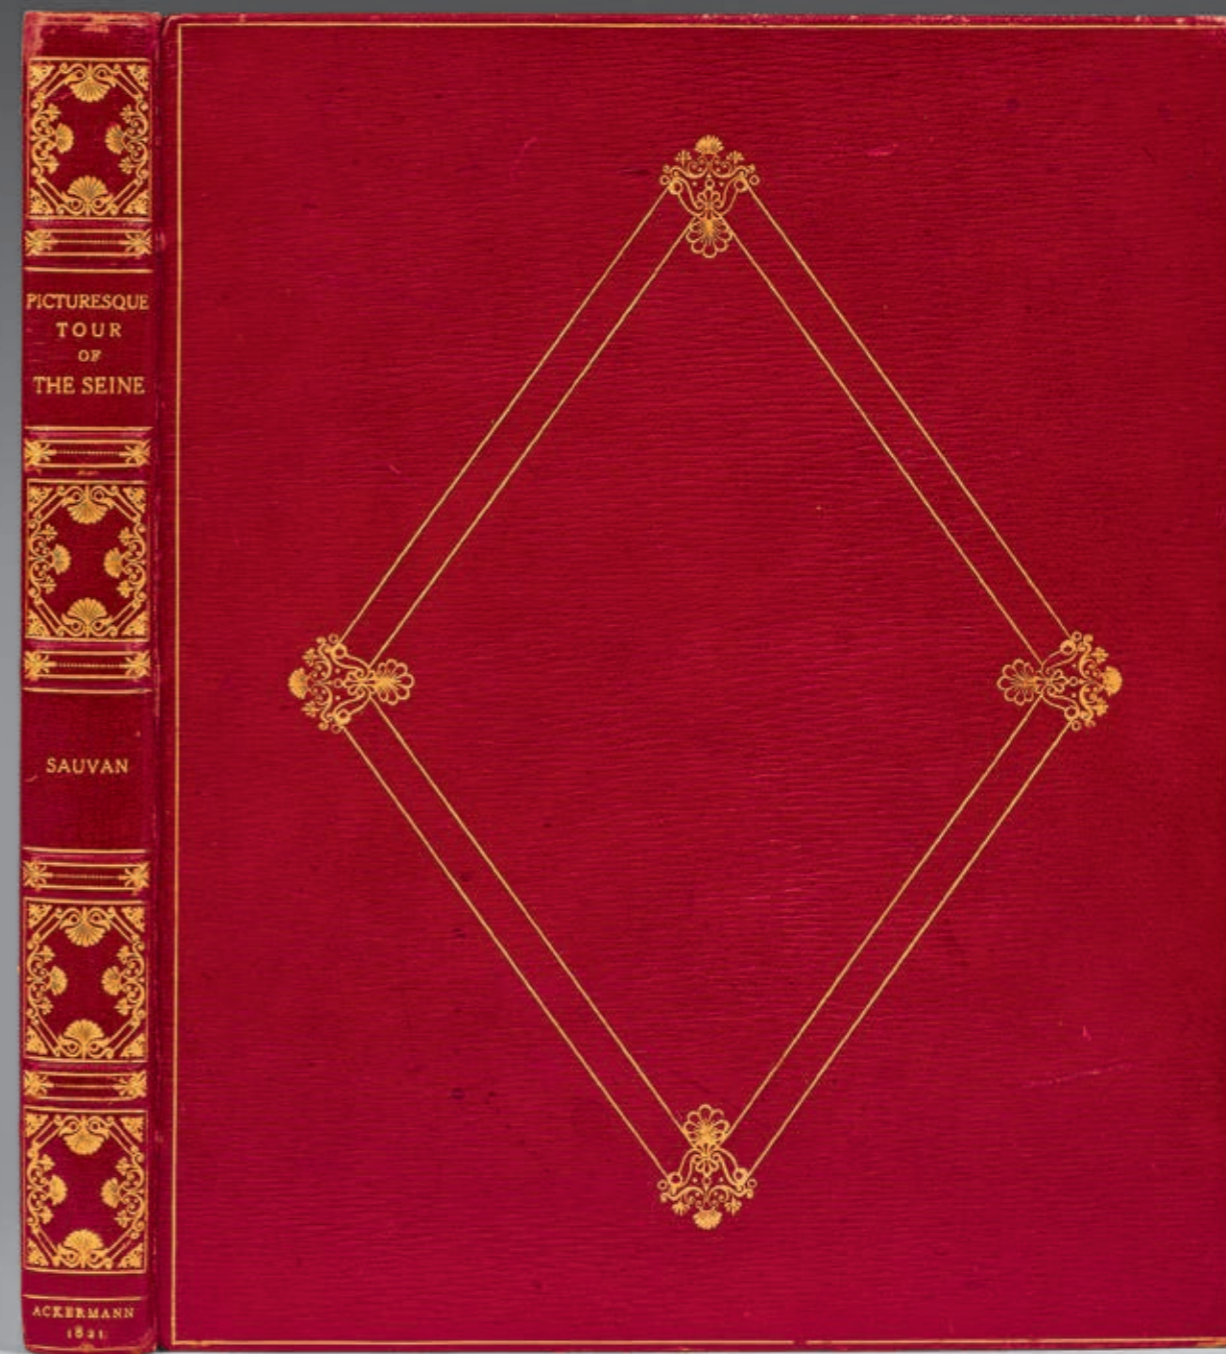 PICTURESQUE
TOUR
OF
THE SEINE
SAUVAN
ACKERMANN
1821